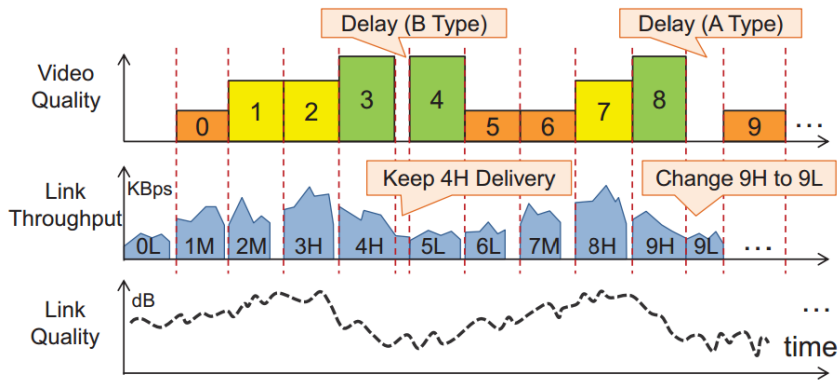 Delay (B Type)
Delay (A Type)
Video
Quality
0
1
2
3
4
5
6
7
8
9
...
Link
Throughput
KBps
Keep 4H Delivery
Change 9H to 9L
0L
1M
2M
3H
4H
5L
6L
7M
8H
9H
9L
...
Link
Quality
dB
...
time